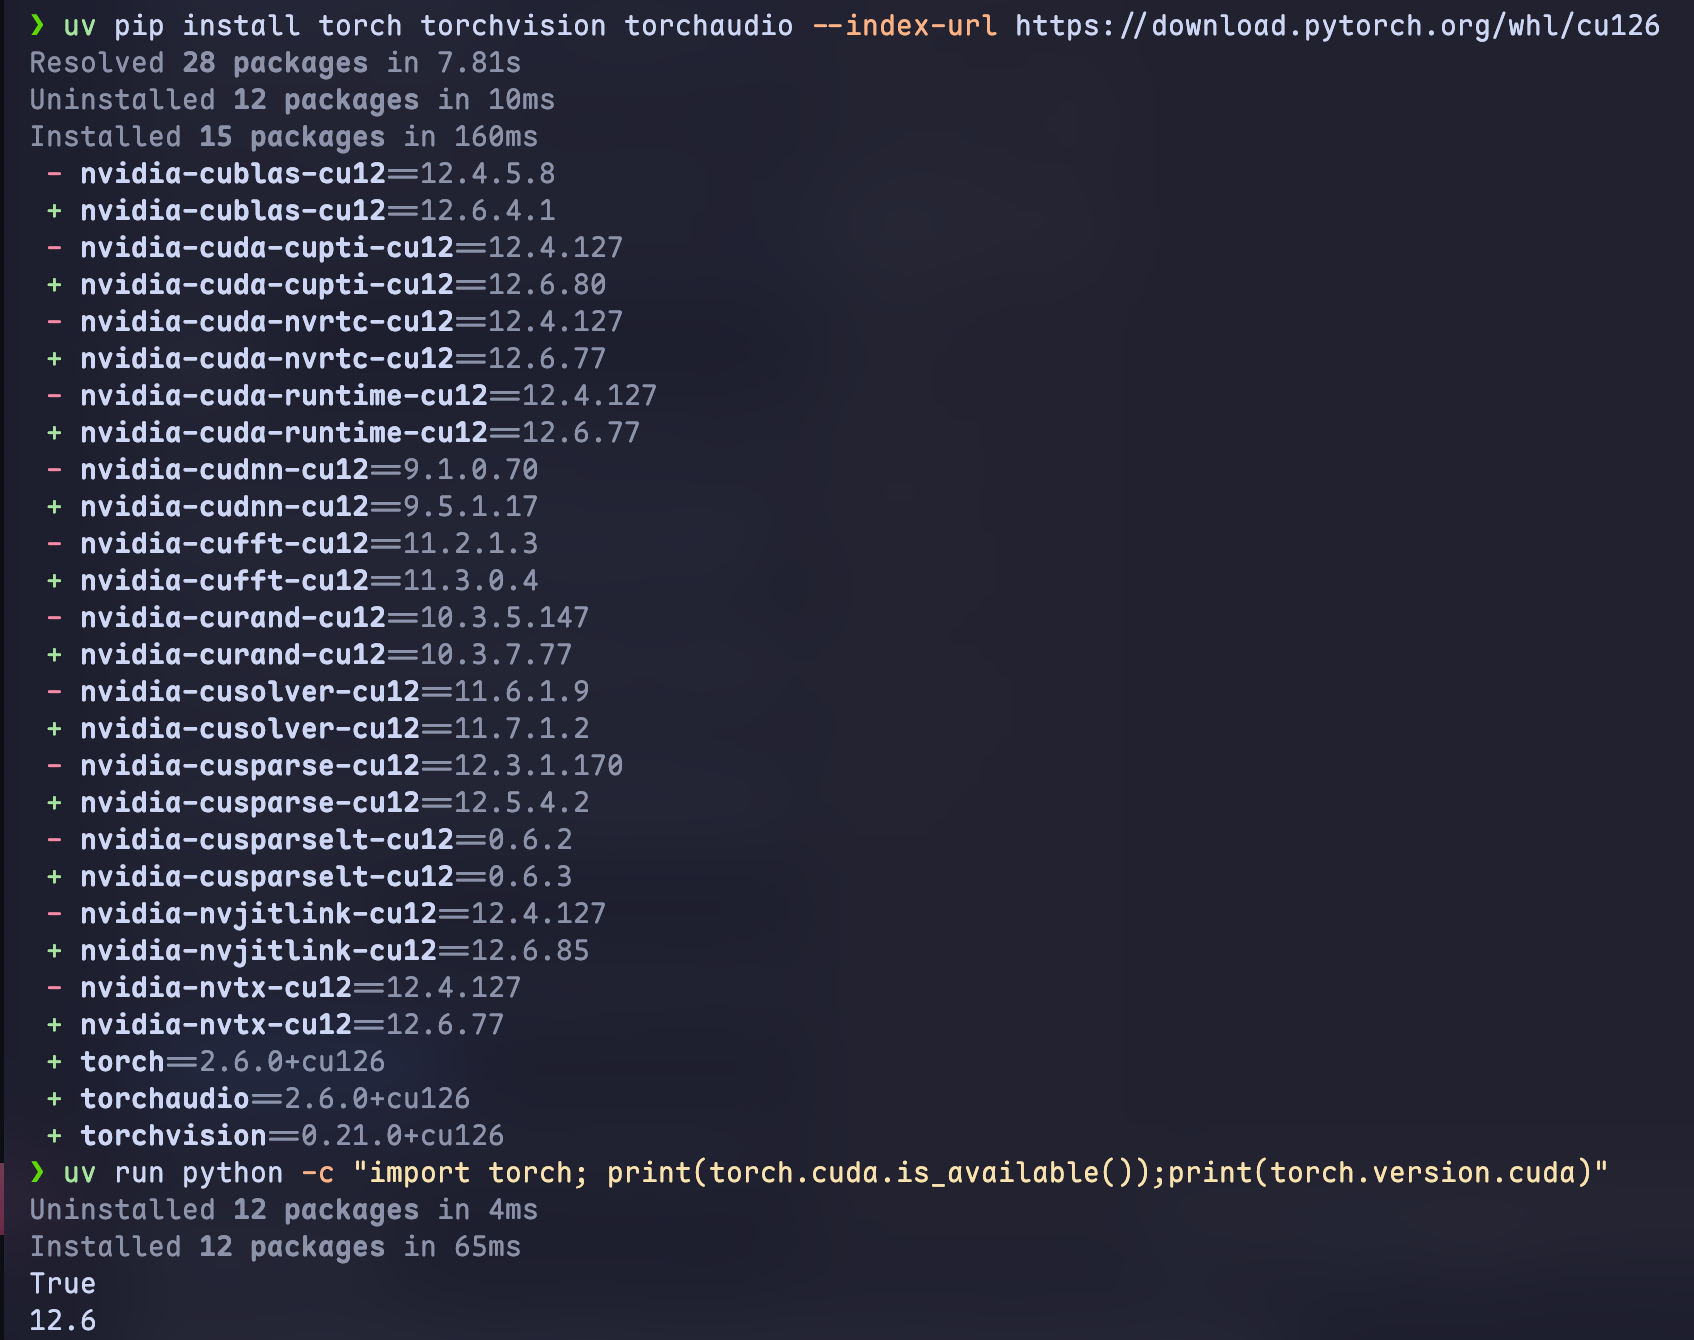 ❯ uv pip install torch torchvision torchaudio --index-url https://download.pytorch.org/whl/cu126
Resolved 28 packages in 7.81s
Uninstalled 12 packages in 10ms
Installed 15 packages in 160ms
- nvidia-cublas-cu12==12.4.5.8
+ nvidia-cublas-cu12==12.6.4.1
- nvidia-cuda-cupti-cu12==12.4.127
+ nvidia-cuda-cupti-cu12==12.6.80
- nvidia-cuda-nvrtc-cu12==12.4.127
+ nvidia-cuda-nvrtc-cu12==12.6.77
- nvidia-cuda-runtime-cu12==12.4.127
+ nvidia-cuda-runtime-cu12==12.6.77
- nvidia-cudnn-cu12==9.1.0.70
+ nvidia-cudnn-cu12==9.5.1.17
- nvidia-cufft-cu12==11.2.1.3
+ nvidia-cufft-cu12==11.3.0.4
- nvidia-curand-cu12==10.3.5.147
+ nvidia-curand-cu12==10.3.7.77
- nvidia-cusolver-cu12==11.6.1.9
+ nvidia-cusolver-cu12==11.7.1.2
- nvidia-cusparse-cu12==12.3.1.170
+ nvidia-cusparse-cu12==12.5.4.2
- nvidia-cusparselt-cu12==0.6.2
+ nvidia-cusparselt-cu12==0.6.3
- nvidia-nvjitlink-cu12==12.4.127
+ nvidia-nvjitlink-cu12==12.6.85
- nvidia-nvtx-cu12==12.4.127
+ nvidia-nvtx-cu12==12.6.77
+ torch==2.6.0+cu126
+ torchaudio==2.6.0+cu126
+ torchvision==0.21.0+cu126
❯ uv run python -c "import torch; print(torch.cuda.is_available());print(torch.version.cuda)"
Uninstalled 12 packages in 4ms
Installed 12 packages in 65ms
True
12.6